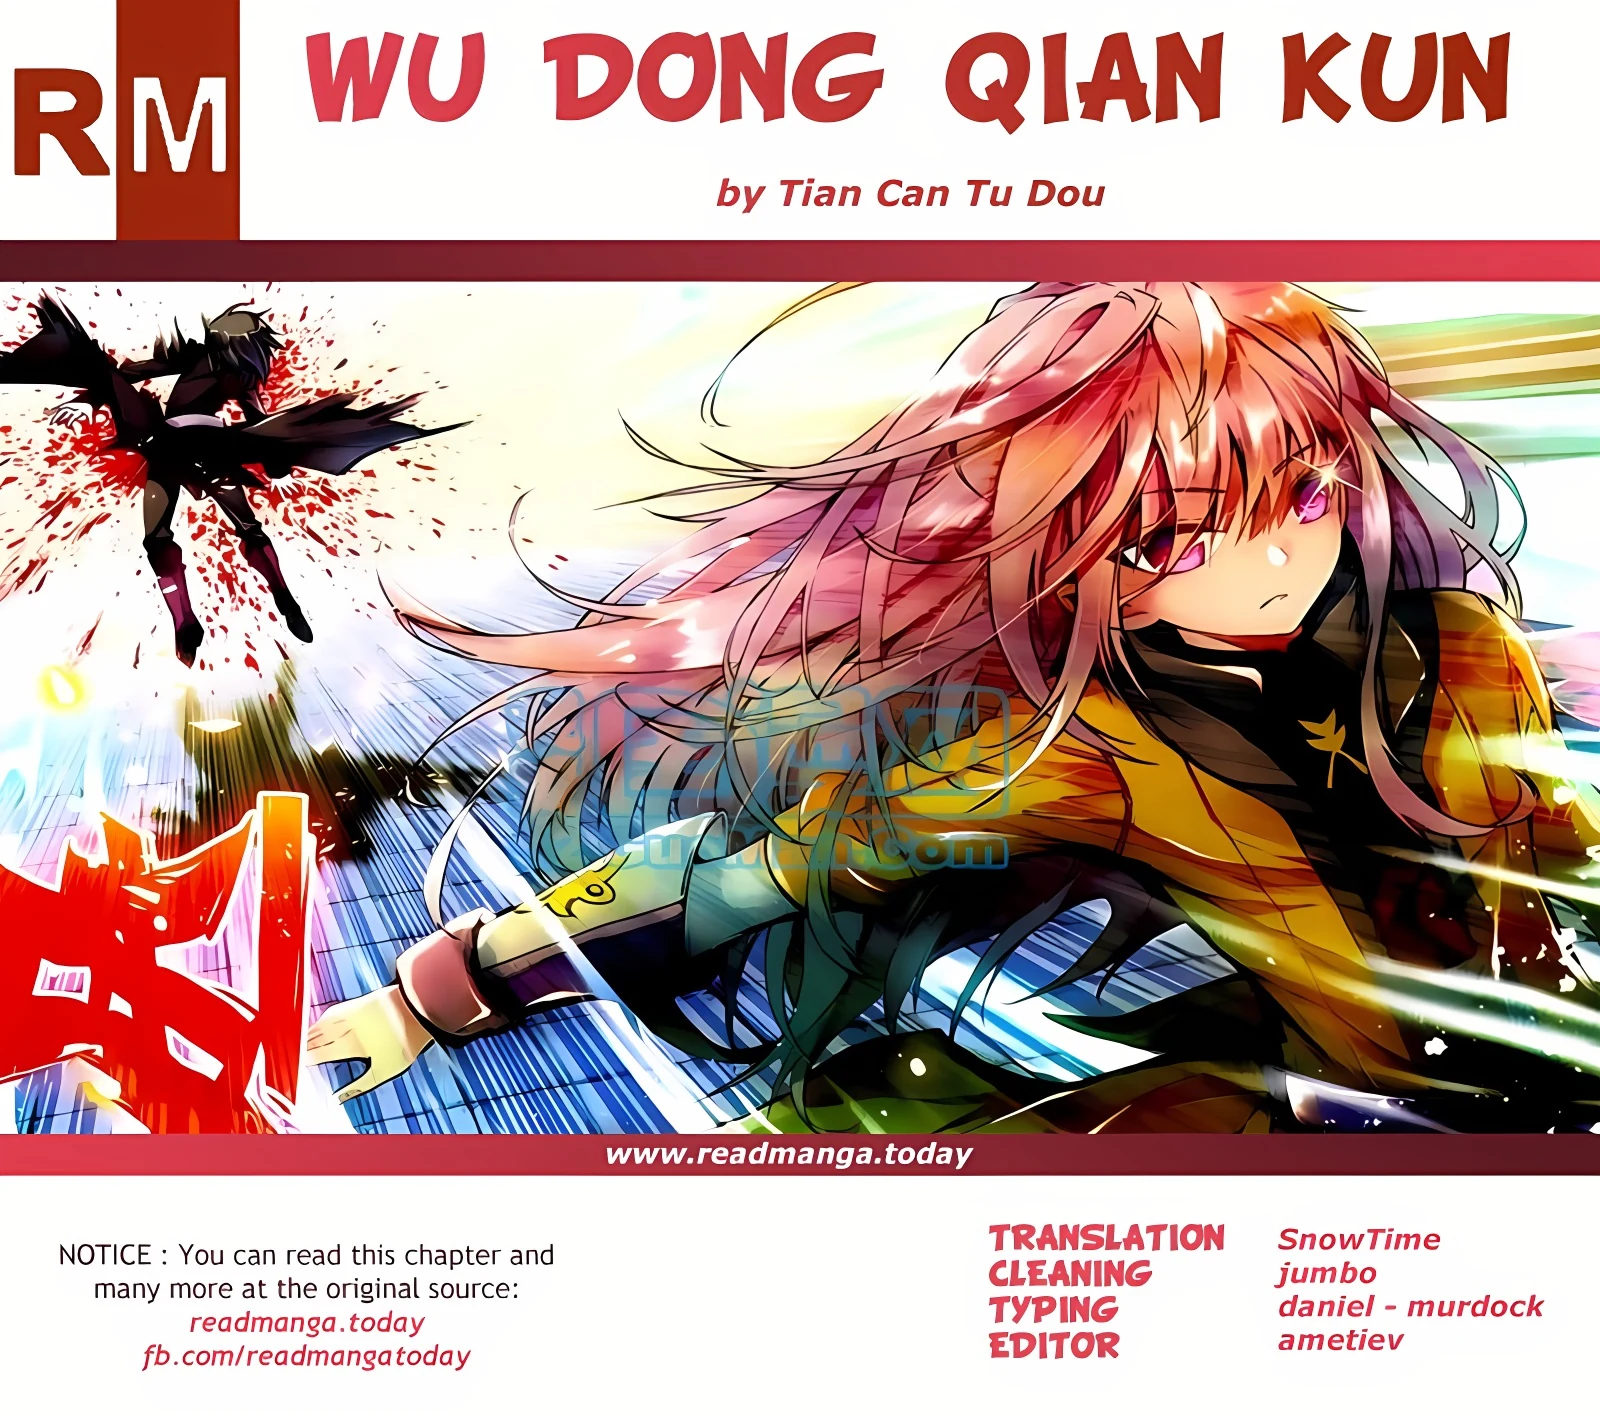 RM
WU DONG QIAN KUN
by Tian Can Tu Dou
www.readmanga.today
NOTICE : You can read this chapter and
many more at the original source:
readmanga.today
fb.com/readmangatoday
TRANSLATION SnowTime
CLEANING jumbo
TYPING daniel - murdock
EDITOR ametiev